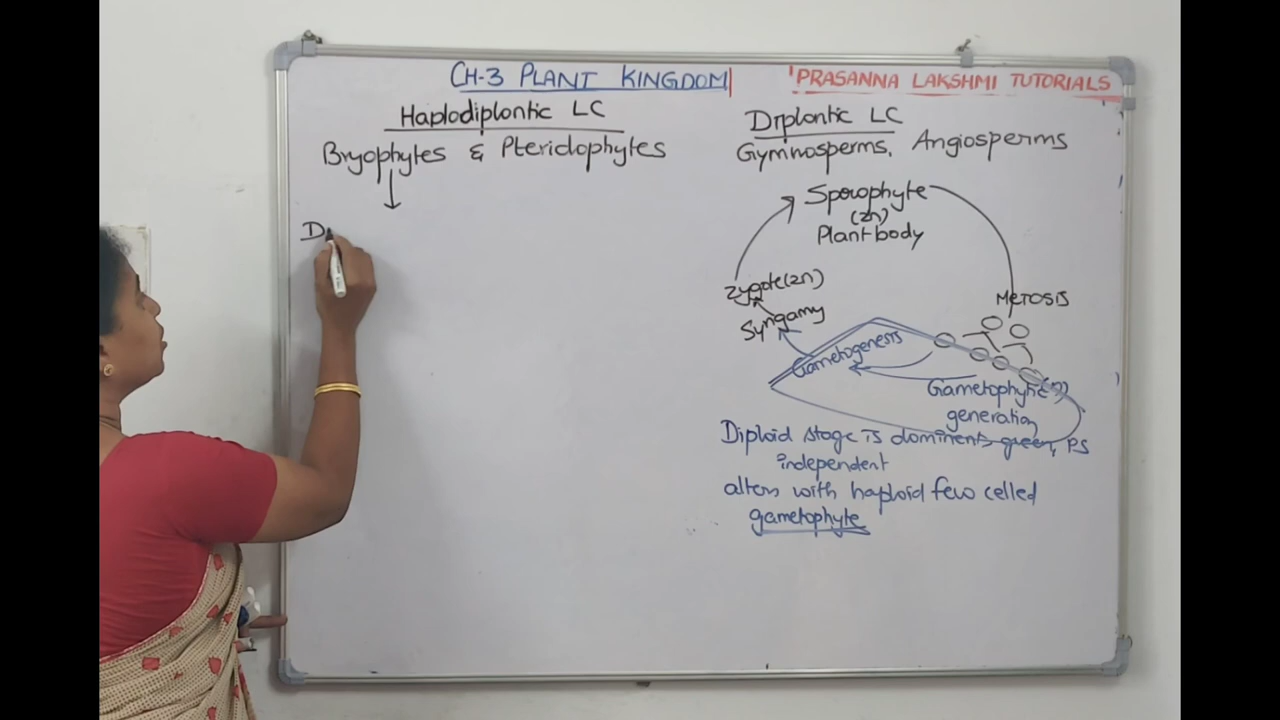 CH-3 PLANT KINGDOM
PRASANNA LAKSHMI TUTORIALS
Haplodiplontic LC
Bryophytes & Pteridophytes
D
Diplontic LC
Gymnosperms, Angiosperms
Sporophyte
(2n)
Plant body
Zygote (2n)
MEIOSIS
Syngamy
Gametogenesis
Gametophyte (n)
generation
Diploid stage is dominent, green, PS
independent
alters with haploid few celled
gametophyte